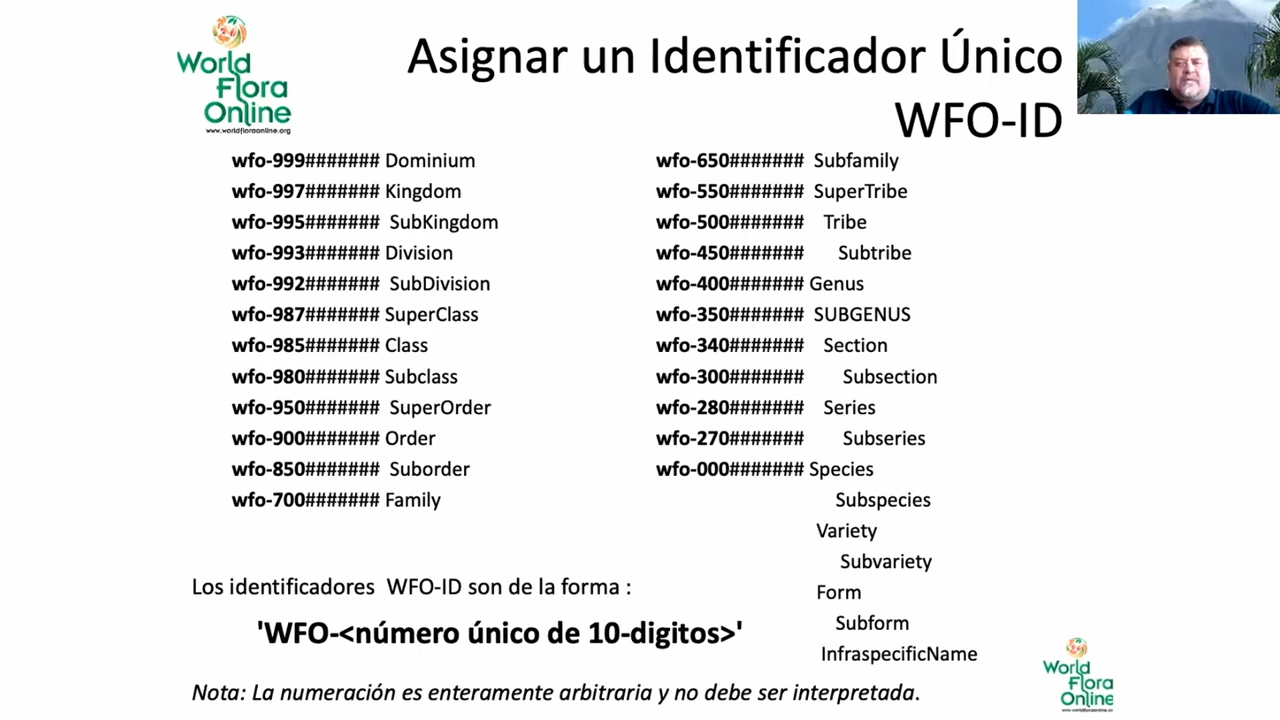 World
Flora
Online
www.worldfloraonline.org
Asignar un Identificador Único
WFO-ID
wfo-999####### Dominium
wfo-997####### Kingdom
wfo-995####### SubKingdom
wfo-993####### Division
wfo-992####### SubDivision
wfo-987####### SuperClass
wfo-985####### Class
wfo-980####### Subclass
wfo-950####### SuperOrder
wfo-900####### Order
wfo-850####### Suborder
wfo-700####### Family
wfo-650####### Subfamily
wfo-550####### SuperTribe
wfo-500####### Tribe
wfo-450####### Subtribe
wfo-400####### Genus
wfo-350####### SUBGENUS
wfo-340####### Section
wfo-300####### Subsection
wfo-280####### Series
wfo-270####### Subseries
wfo-000####### Species
Subspecies
Variety
Subvariety
Form
Subform
InfraspecificName
Los identificadores WFO-ID son de la forma :
'WFO-<número único de 10-digitos>'
Nota: La numeración es enteramente arbitraria y no debe ser interpretada.
World
Flora
Online